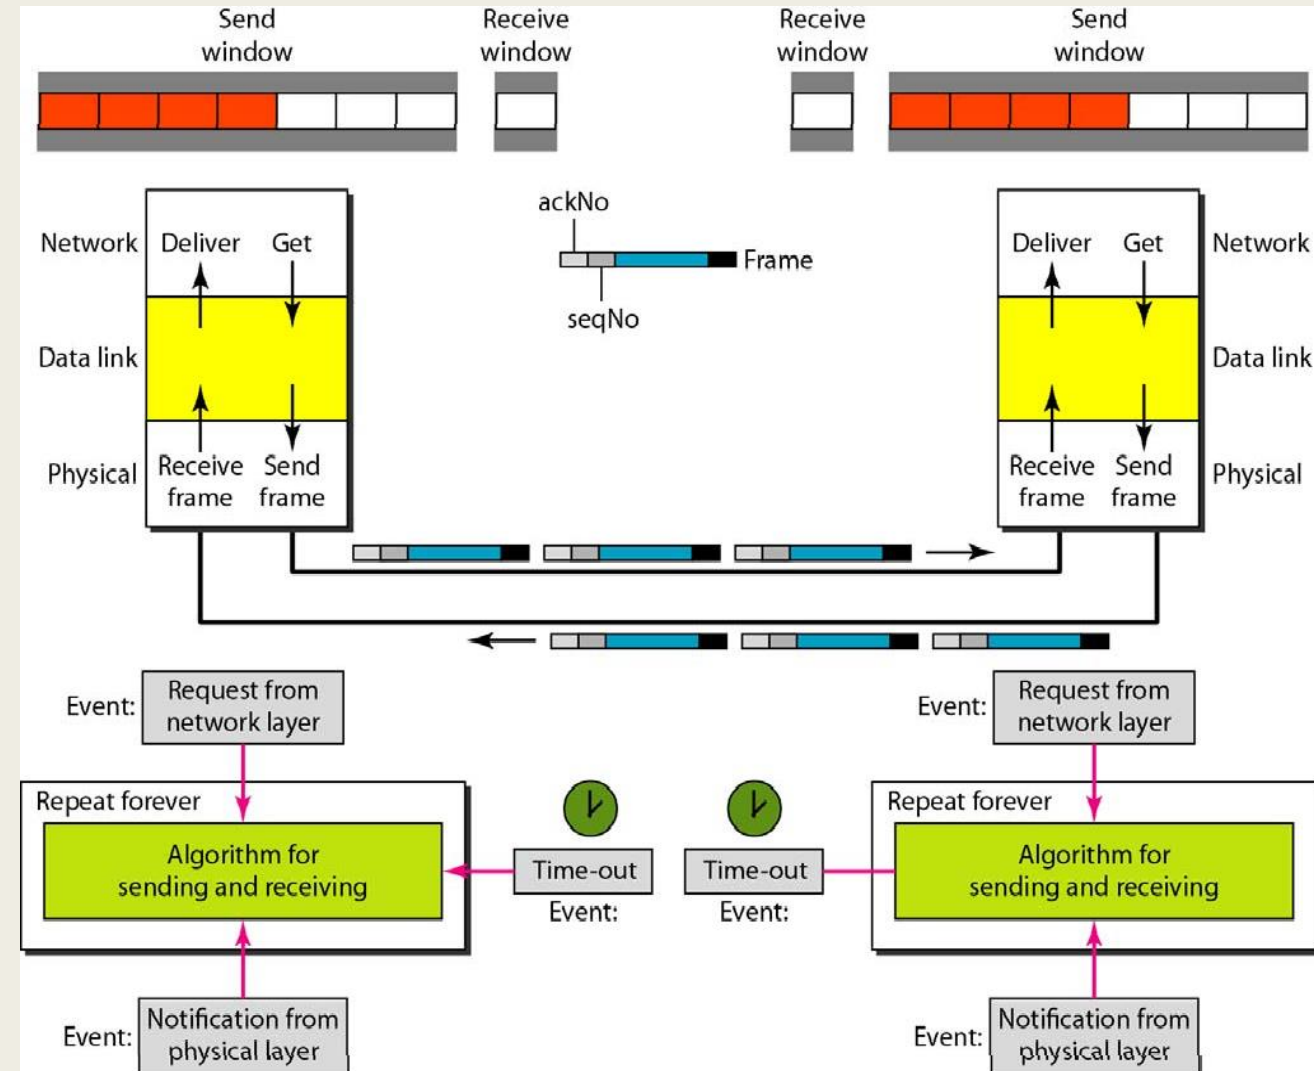 Send
window
Receive
window
Receive
window
Send
window
ackNo
Frame
seqNo
Network
Deliver Get
Data link
Physical
Receive Send
frame frame
Deliver Get
Network
Data link
Receive Send
frame frame
Physical
Event:
Request from
network layer
Event:
Request from
network layer
Repeat forever
Algorithm for
sending and receiving
Time-out
Event:
Time-out
Event:
Repeat forever
Algorithm for
sending and receiving
Event:
Notification from
physical layer
Event:
Notification from
physical layer